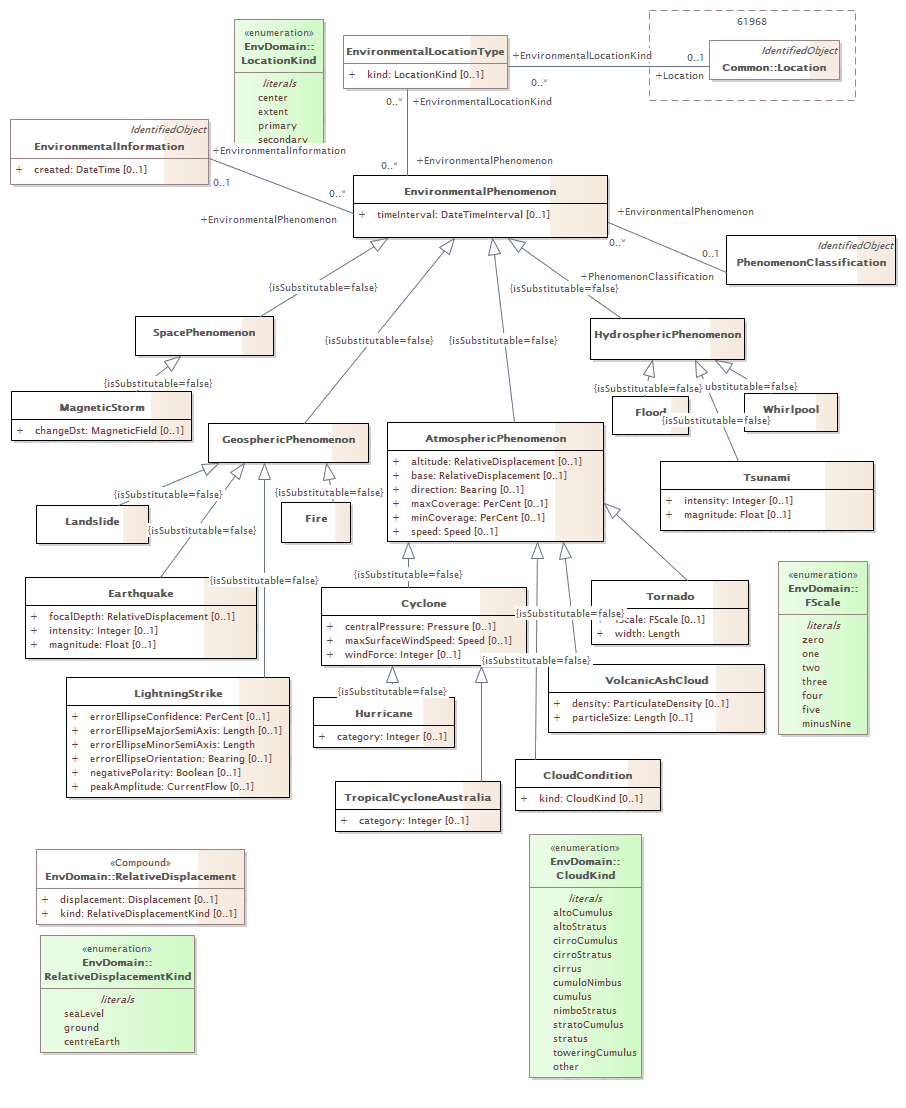 61968
«enumeration»
EnvDomain::
LocationKind
literals
center
extent
primary
secondary
EnvironmentalLocationType
+ kind: LocationKind [0..1]
+EnvironmentalLocationKind
0..*
0..1
+Location
IdentifiedObject
Common::Location
0..*
+EnvironmentalLocationKind
IdentifiedObject
EnvironmentalInformation
+ created: DateTime [0..1]
+EnvironmentalInformation
0..1
0..*
+EnvironmentalPhenomenon
0..*
+EnvironmentalPhenomenon
EnvironmentalPhenomenon
+ timeInterval: DateTimeInterval [0..1]
+EnvironmentalPhenomenon
0..*
0..1
+PhenomenonClassification
IdentifiedObject
PhenomenonClassification
{isSubstitutable=false}
{isSubstitutable=false}
SpacePhenomenon
HydrosphericPhenomenon
{isSubstitutable=false}
{isSubstitutable=false}
{isSubstitutable=false}
{isSubstitutable=false}
ubstitutable=false}
MagneticStorm
+ changeDst: MagneticField [0..1]
Flood
Whirlpool
{isSubstitutable=false}
GeosphericPhenomenon
AtmosphericPhenomenon
+ altitude: RelativeDisplacement [0..1]
+ base: RelativeDisplacement [0..1]
+ direction: Bearing [0..1]
+ maxCoverage: PerCent [0..1]
+ minCoverage: PerCent [0..1]
+ speed: Speed [0..1]
Tsunami
+ intensity: Integer [0..1]
+ magnitude: Float [0..1]
{isSubstitutable=false}
{isSubstitutable=false}
Landslide
{isSubstitutable=false}
Fire
{isSubstitutable=false}
{isSubstitutable=false}
Earthquake
+ focalDepth: RelativeDisplacement [0..1]
+ intensity: Integer [0..1]
+ magnitude: Float [0..1]
Cyclone
+ centralPressure: Pressure [0..1]
+ maxSurfaceWindSpeed: Speed [0..1]
+ windForce: Integer [0..1]
{isSubstitutable=false}
Tornado
Scale: FScale [0..1]
+ width: Length
«enumeration»
EnvDomain::
FScale
literals
zero
one
two
three
four
five
minusNine
{isSubstitutable=false}
LightningStrike
+ errorEllipseConfidence: PerCent [0..1]
+ errorEllipseMajorSemiAxis: Length [0..1]
+ errorEllipseMinorSemiAxis: Length
+ errorEllipseOrientation: Bearing [0..1]
+ negativePolarity: Boolean [0..1]
+ peakAmplitude: CurrentFlow [0..1]
{isSubstitutable=false}
Hurricane
+ category: Integer [0..1]
VolcanicAshCloud
+ density: ParticulateDensity [0..1]
+ particleSize: Length [0..1]
TropicalCycloneAustralia
+ category: Integer [0..1]
CloudCondition
+ kind: CloudKind [0..1]
«Compound»
EnvDomain::RelativeDisplacement
+ displacement: Displacement [0..1]
+ kind: RelativeDisplacementKind [0..1]
«enumeration»
EnvDomain::
RelativeDisplacementKind
literals
seaLevel
ground
centreEarth
«enumeration»
EnvDomain::
CloudKind
literals
altoCumulus
altoStratus
cirroCumulus
cirroStratus
cirrus
cumuloNimbus
cumulus
nimboStratus
stratoCumulus
stratus
toweringCumulus
other